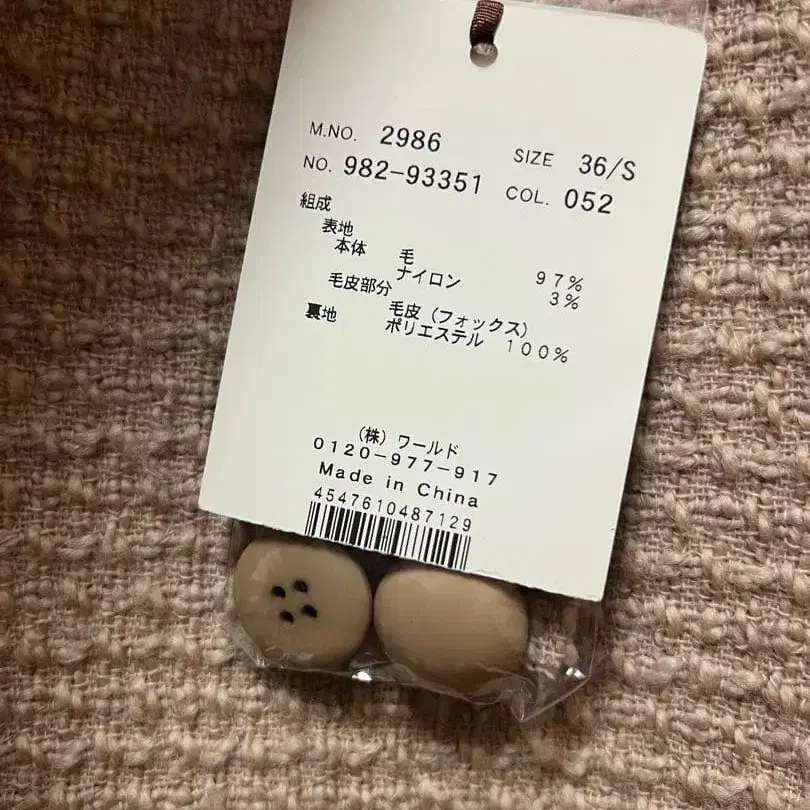 M.NO. 2986 SIZE 36/S
NO. 982-93351 COL. 052
組成
表地
本体 毛 97%
ナイロン 3%
毛皮部分 毛皮(フォックス)
裏地 ポリエステル 100%
(株)ワールド
0120-977-917
Made in China
4547610487129